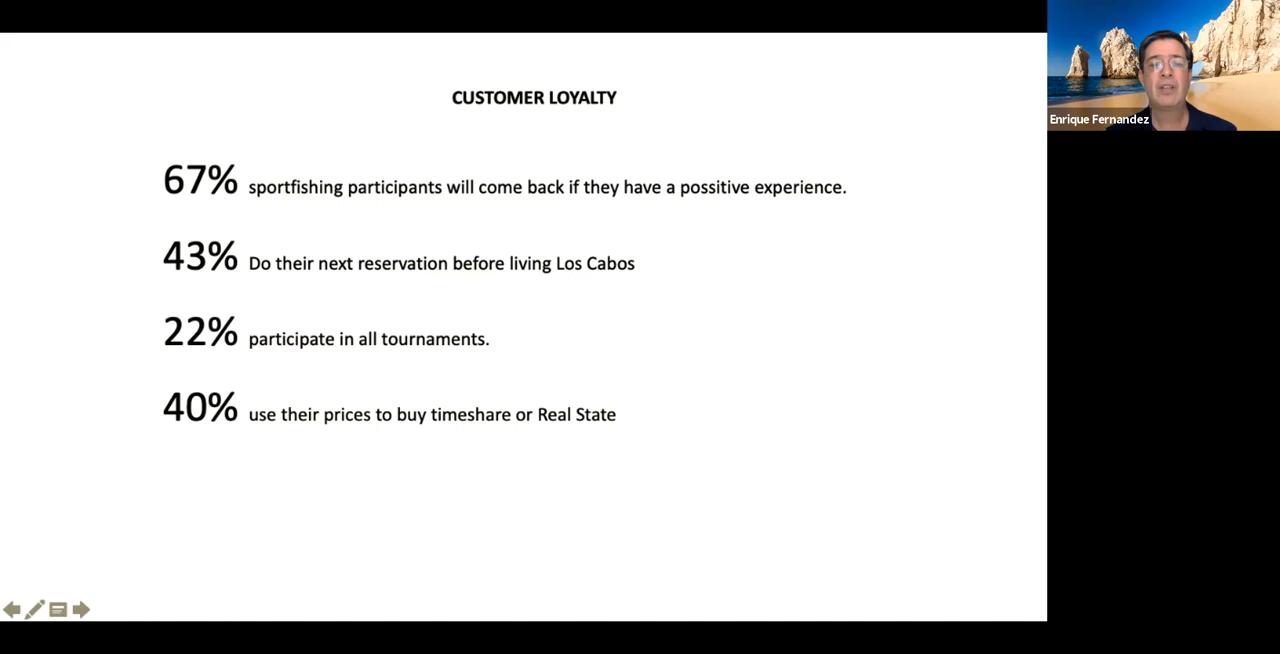 CUSTOMER LOYALTY
67% sportfishing participants will come back if they have a possitive experience.
43% Do their next reservation before living Los Cabos
22% participate in all tournaments.
40% use their prices to buy timeshare or Real State
Enrique Fernandez